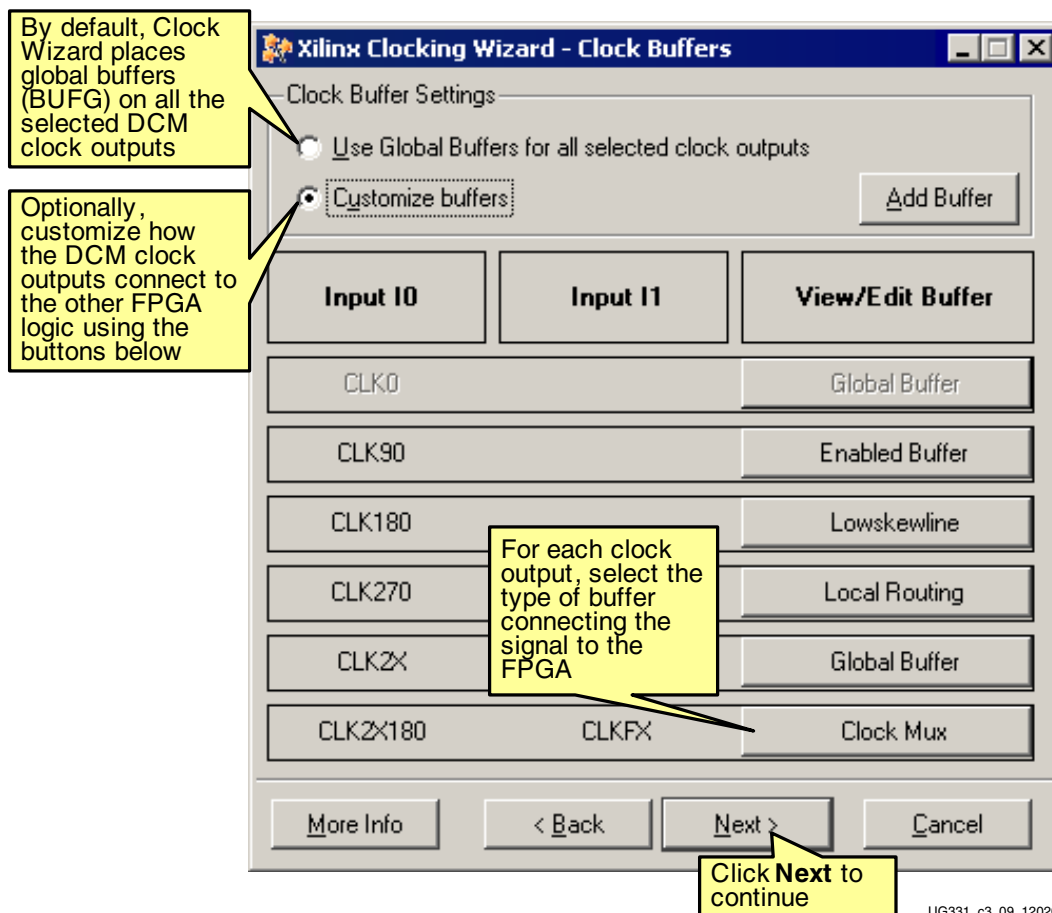 By default, Clock
Wizard places
global buffers
(BUFG) on all the
selected DCM
clock outputs
Optionally,
customize how
the DCM clock
outputs connect to
the other FPGA
logic using the
buttons below
Xilinx Clocking Wizard - Clock Buffers
Clock Buffer Settings
Use Global Buffers for all selected clock outputs
Customize buffers
Add Buffer
Input I0 Input I1 View/Edit Buffer
CLK0 Global Buffer
CLK90 Enabled Buffer
CLK180 Lowskewline
CLK270 Local Routing
CLK2X Global Buffer
CLK2X180 CLKFX Clock Mux
For each clock
output, select the
type of buffer
connecting the
signal to the
FPGA
More Info < Back Next > Cancel
Click Next to
continue